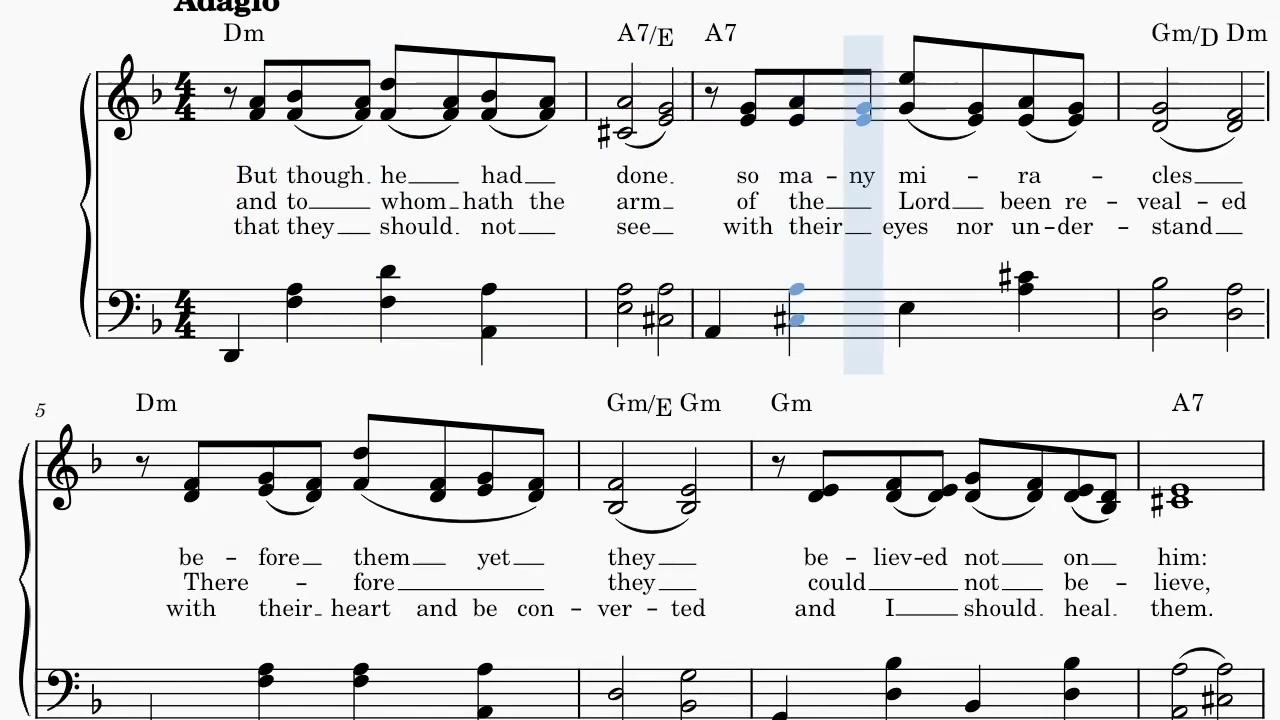 Adagio
Dm A7/E A7 Gm/D Dm
4 4
But though he had done. so ma - ny mi - ra - cles
and to whom hath the arm of the Lord been re - veal - ed
that they should. not see with their eyes nor un - der - stand
4 4
5
Dm Gm/E Gm Gm A7
be - fore them yet they be - liev - ed not on him:
There - fore they could not be - lieve,
with their heart and be con - ver - ted and I should. heal. them.